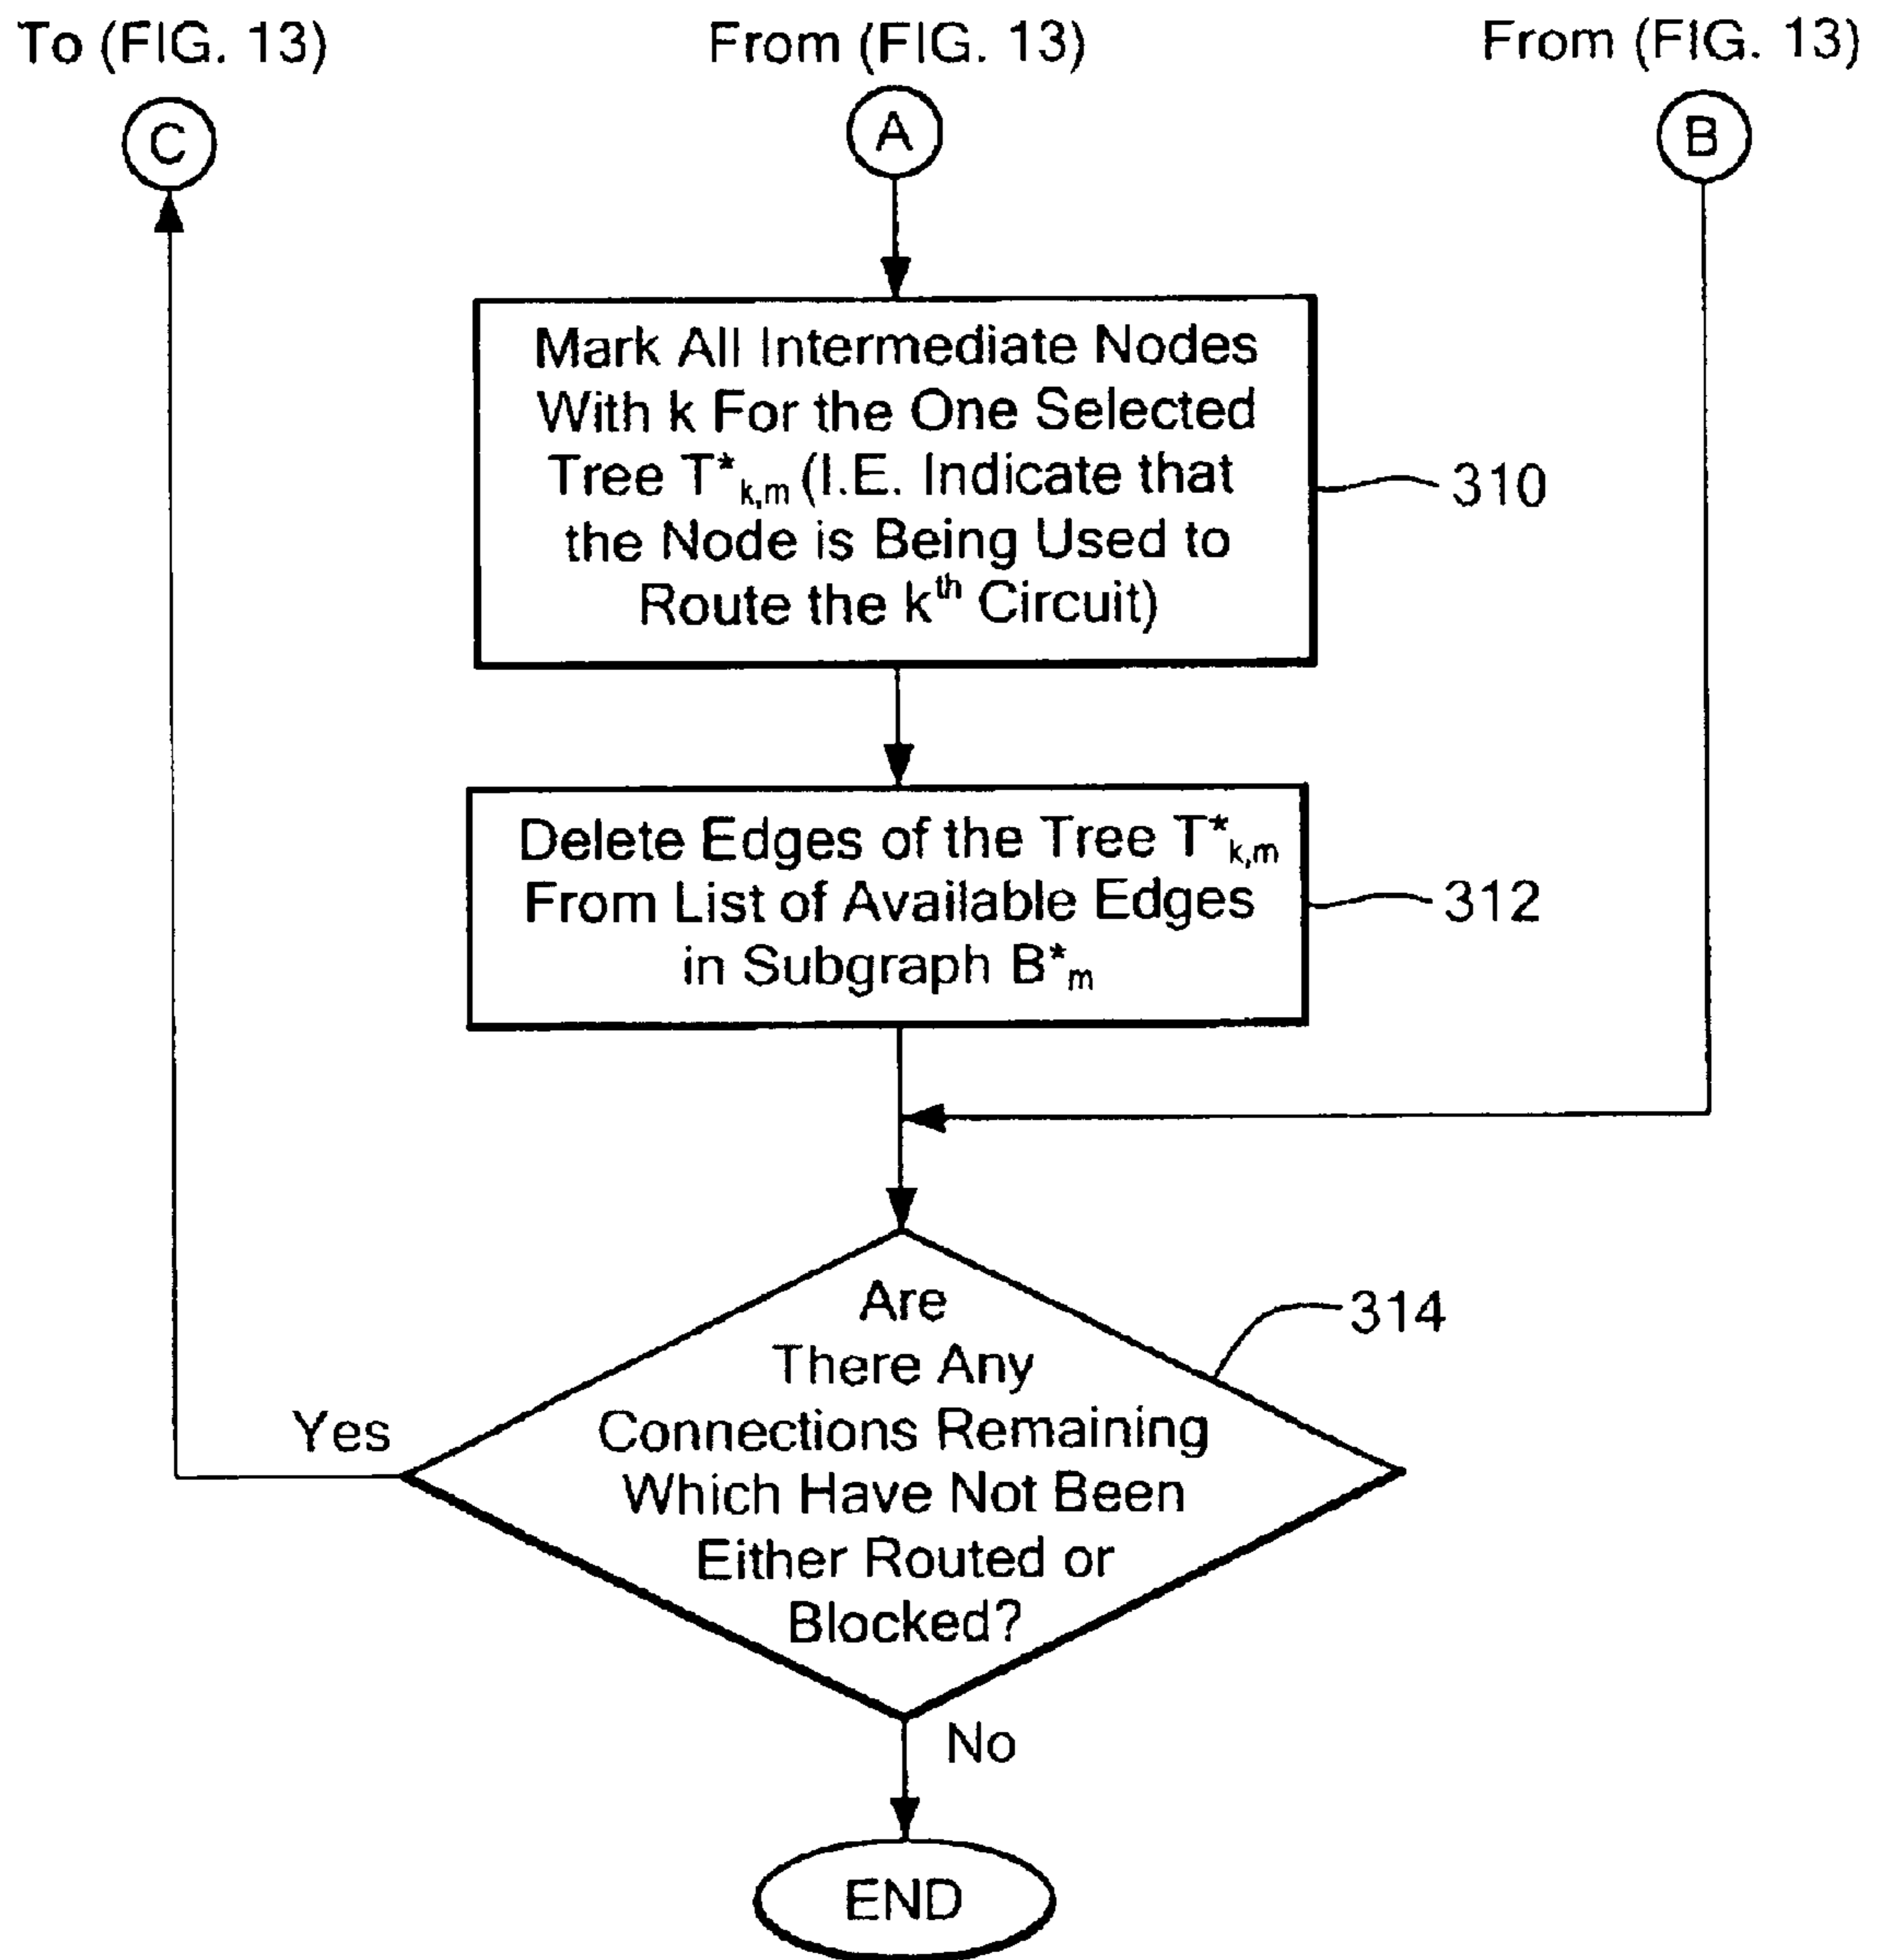 To (FIG. 13)
From (FIG. 13)
From (FIG. 13)
C
A
B
Mark All Intermediate Nodes
With k For the One Selected
Tree T*k,m (I.E. Indicate that
the Node is Being Used to
Route the kth Circuit)
310
Delete Edges of the Tree T*k,m
From List of Available Edges
in Subgraph B*m
312
Are
There Any
Connections Remaining
Which Have Not Been
Either Routed or
Blocked?
314
Yes
No
END